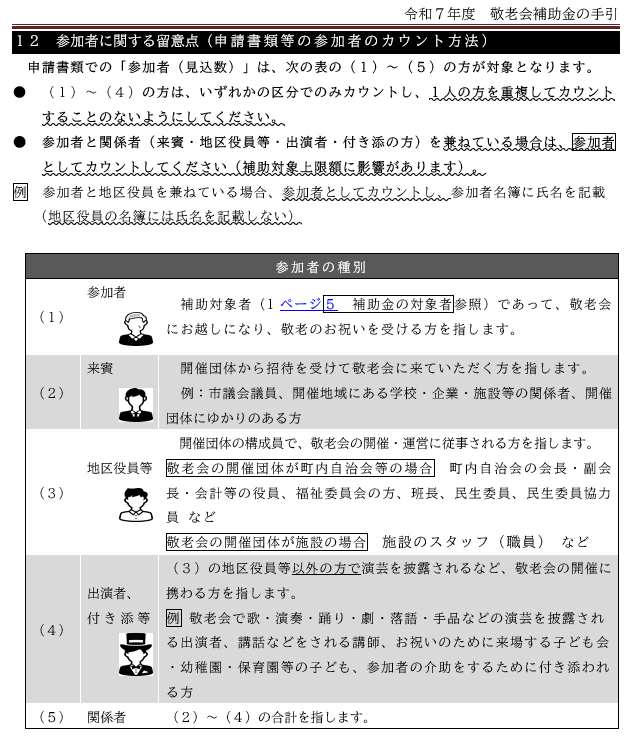 令和７年度　敬老会補助金の手引
１２　参加者に関する留意点（申請書類等の参加者のカウント方法）
申請書類での「参加者（見込数）」は、次の表の（１）～（５）の方が対象となります。
●　（１）～（４）の方は、いずれかの区分でのみカウントし、１人の方を重複してカウント
することのないようにしてください。
●　参加者と関係者（来賓・地区役員等・出演者・付き添の方）を兼ねている場合は、参加者
としてカウントしてください（補助対象上限額に影響があります）。
例　参加者と地区役員を兼ねている場合、参加者としてカウントし、参加者名簿に氏名を記載
（地区役員の名簿には氏名を記載しない）
参加者の種別
（１）
参加者
補助対象者（１ページ５　補助金の対象者参照）であって、敬老会
にお越しになり、敬老のお祝いを受ける方を指します。
（２）
来賓
開催団体から招待を受けて敬老会に来ていただく方を指します。
例：市議会議員、開催地域にある学校・企業・施設等の関係者、開催
団体にゆかりのある方
（３）
地区役員等
開催団体の構成員で、敬老会の開催・運営に従事される方を指します。
敬老会の開催団体が町内自治会等の場合　町内自治会の会長・副会
長・会計等の役員、福祉委員会の方、班長、民生委員、民生委員協力
員 など
敬老会の開催団体が施設の場合　施設のスタッフ（職員） など
（４）
出演者、
付き添等
（３）の地区役員等以外の方で演芸を披露されるなど、敬老会の開催に
携わる方を指します。
例 敬老会で歌・演奏・踊り・劇・落語・手品などの演芸を披露され
る出演者、講話などをされる講師、お祝いのために来場する子ども会
・幼稚園・保育園等の子ども、参加者の介助をするために付き添われ
る方
（５）
関係者
（２）～（４）の合計を指します。